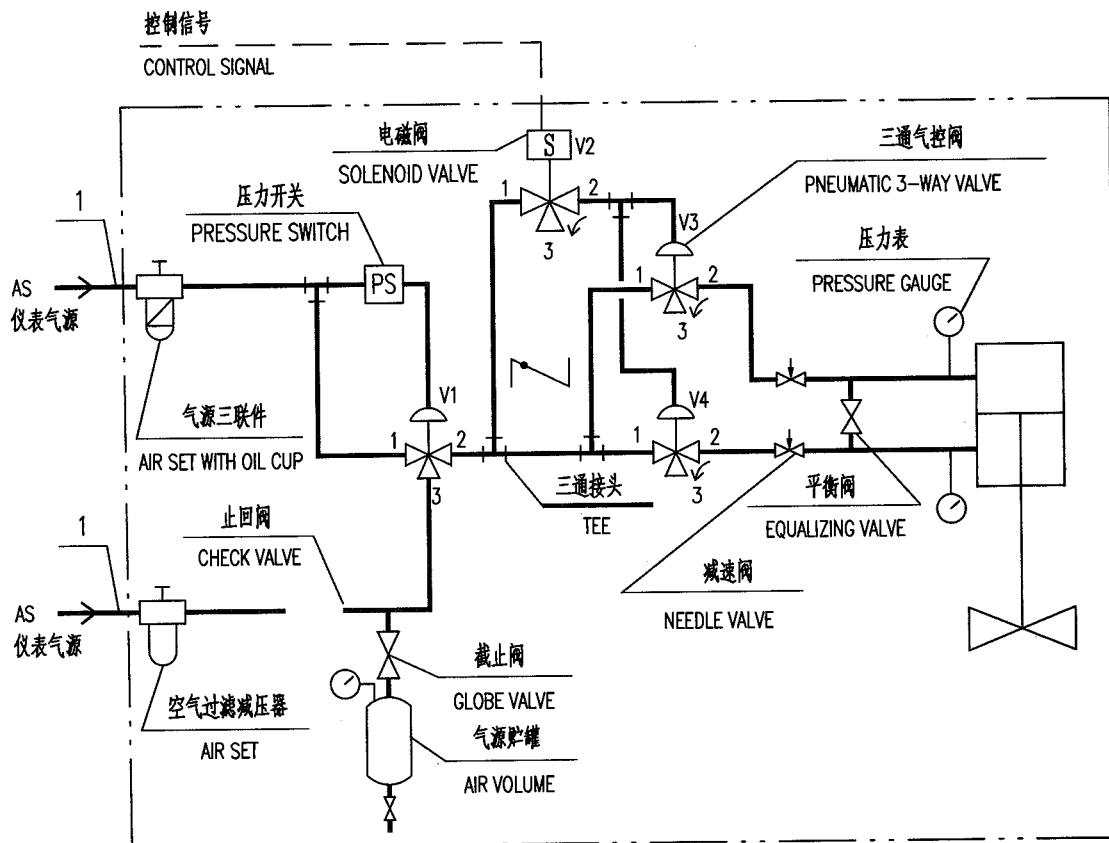 控制信号
CONTROL SIGNAL
电磁阀
SOLENOID VALVE
S
V2
1
2
3
三通气控阀
PNEUMATIC 3-WAY VALVE
1
压力开关
PRESSURE SWITCH
PS
V3
1
2
3
压力表
PRESSURE GAUGE
AS
仪表气源
气源三联件
AIR SET WITH OIL CUP
V1
1
2
3
V4
1
2
3
三通接头
TEE
平衡阀
EQUALIZING VALVE
减速阀
NEEDLE VALVE
1
止回阀
CHECK VALVE
AS
仪表气源
空气过滤减压器
AIR SET
截止阀
GLOBE VALVE
气源贮罐
AIR VOLUME